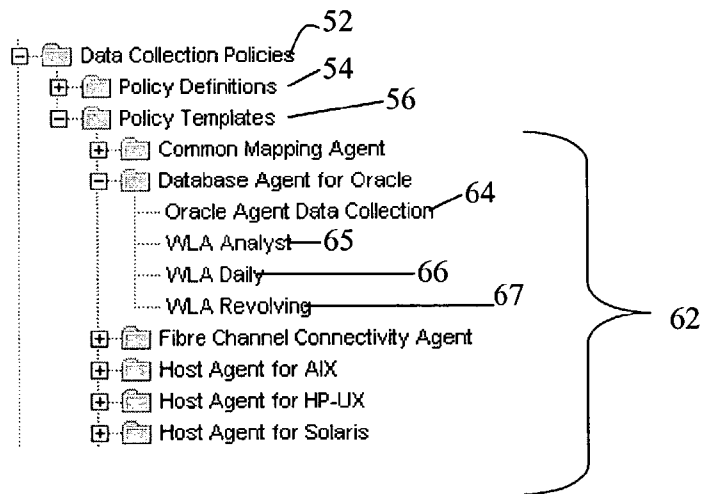 Data Collection Policies 52
Policy Definitions 54
Policy Templates 56
Common Mapping Agent
Database Agent for Oracle
Oracle Agent Data Collection 64
WLA Analyst 65
WLA Daily 66
WLA Revolving 67
Fibre Channel Connectivity Agent
Host Agent for AIX
Host Agent for HP-UX
Host Agent for Solaris
62